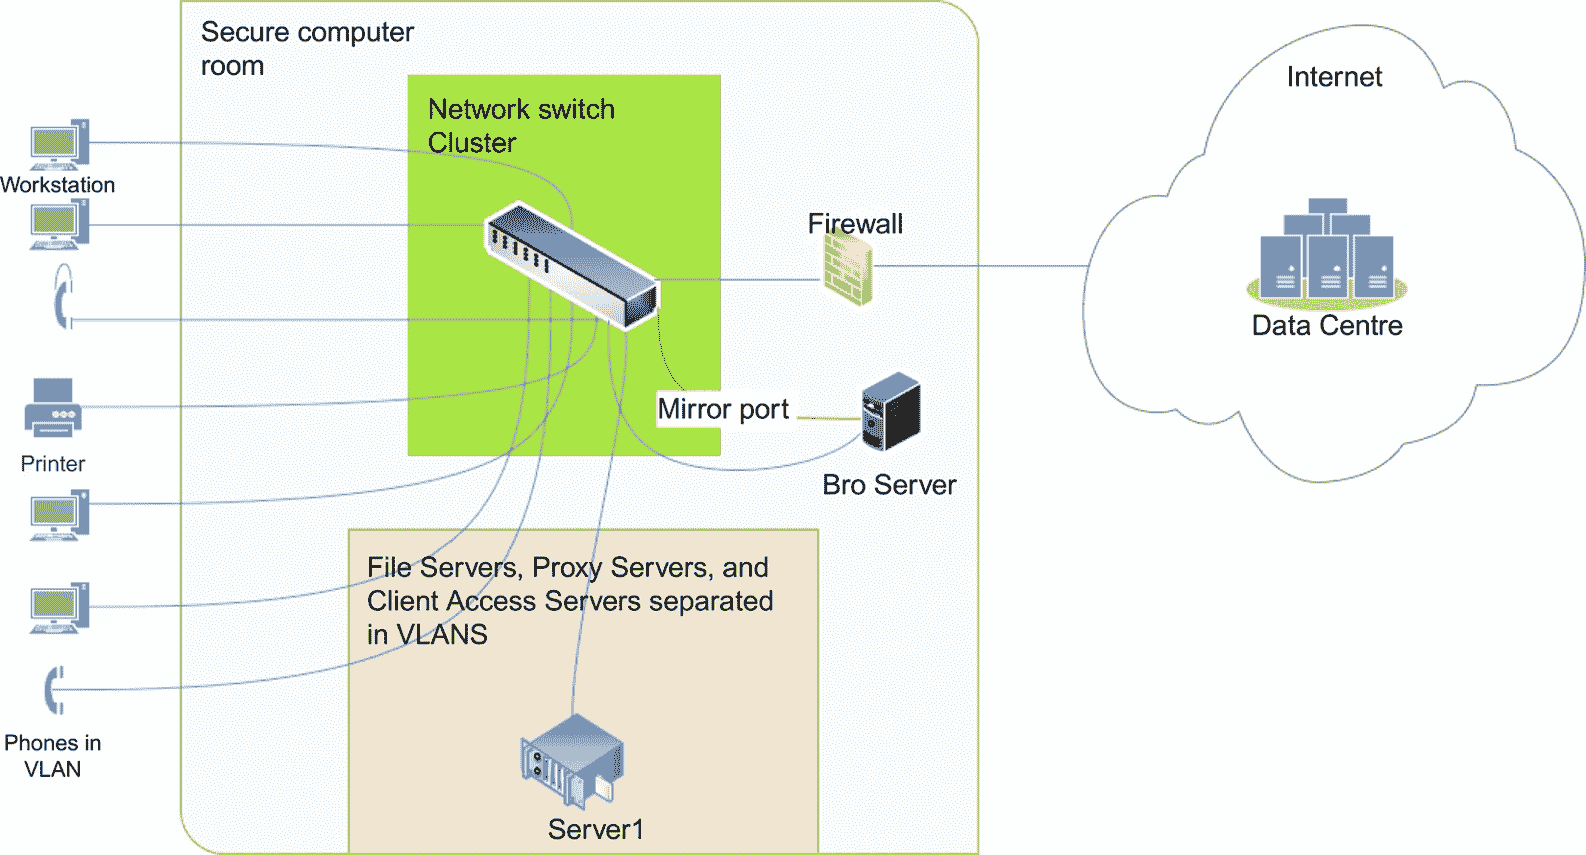 Secure computer
room
Network switch
Cluster
Internet
Workstation
Firewall
Data Centre
Mirror port
Printer
Bro Server
File Servers, Proxy Servers, and
Client Access Servers separated
in VLANS
Phones in
VLAN
Server1